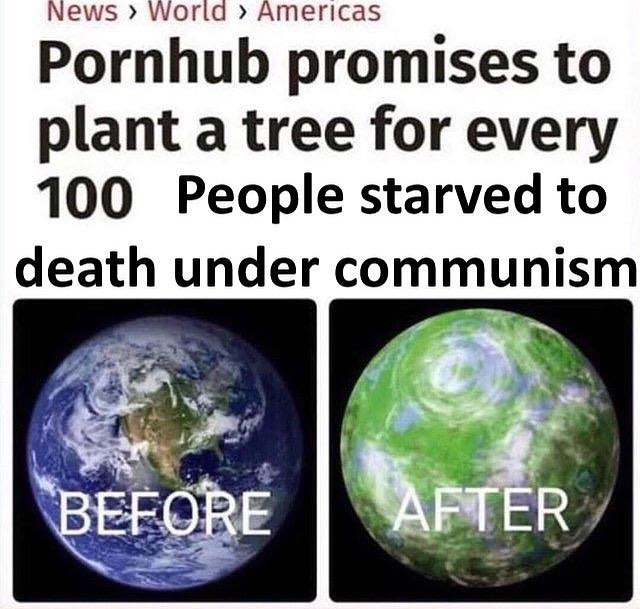 News › World › Americas
Pornhub promises to
plant a tree for every
100 People starved to
death under communism
BEFORE
AFTER